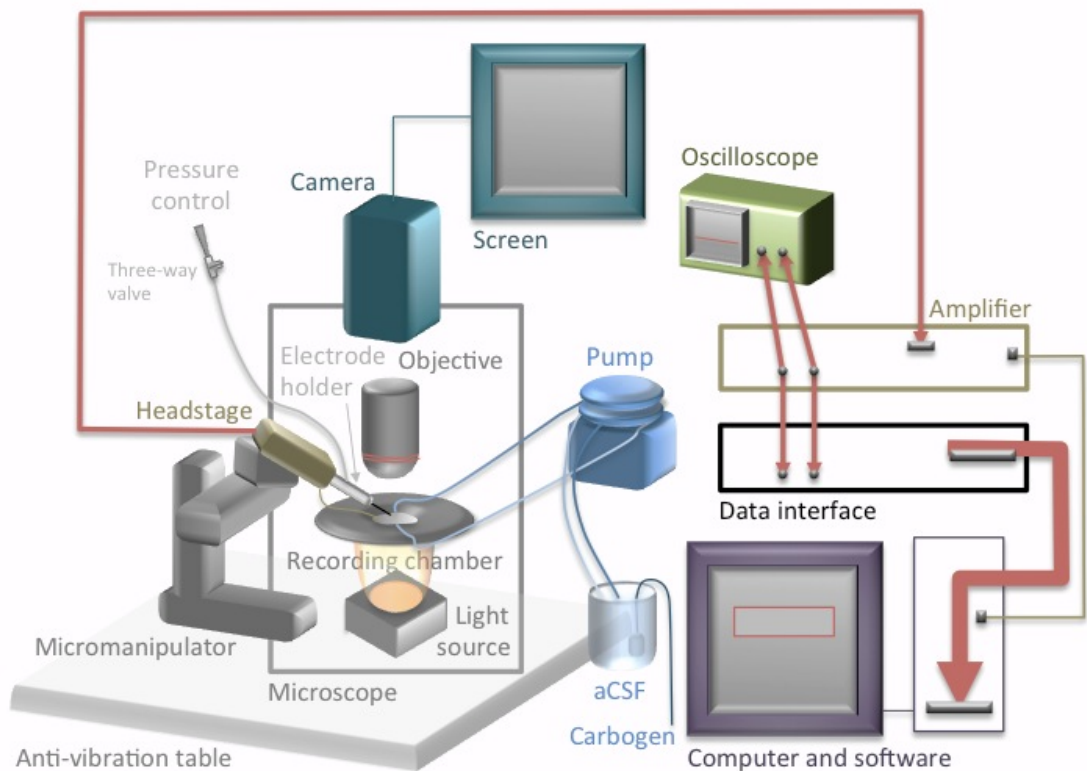 Pressure
control
Three-way
valve
Camera
Screen
Oscilloscope
Amplifier
Electrode
holder
Objective
Pump
Headstage
Data interface
Recording chamber
Light
source
Micromanipulator
Microscope
aCSF
Carbogen
Computer and software
Anti-vibration table